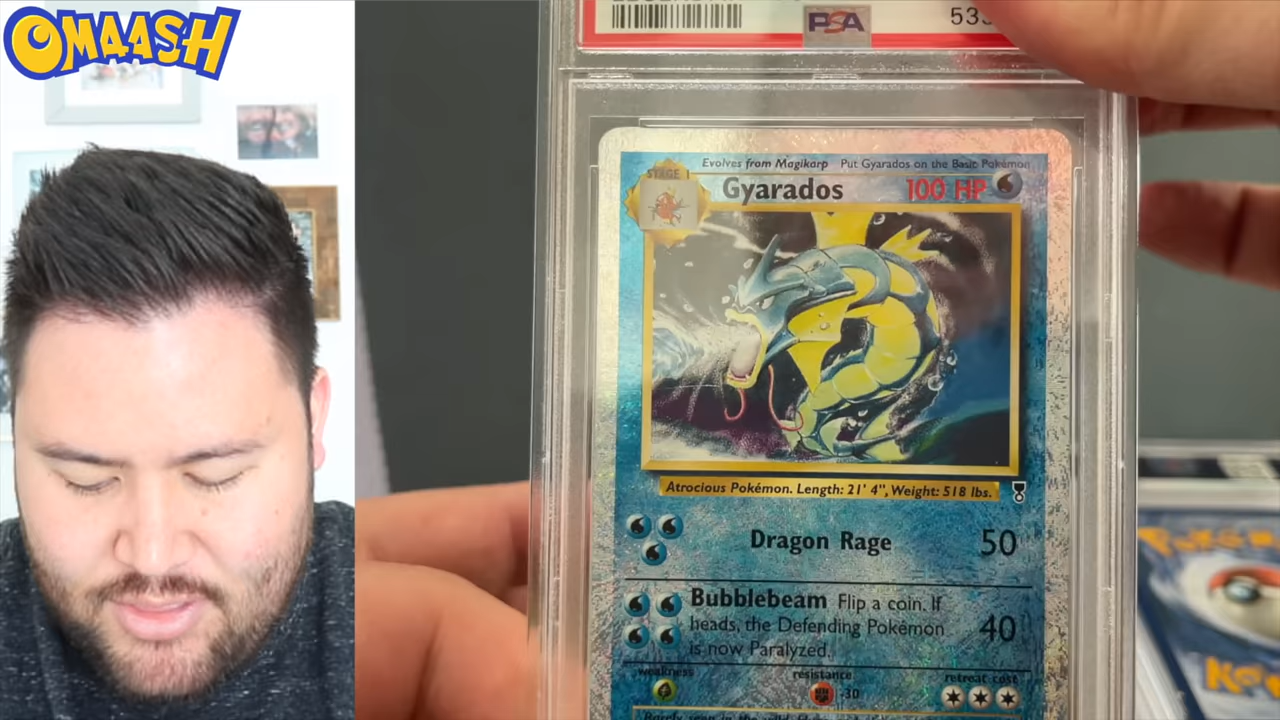 OMAASH
PSA
Evolves from Magikarp Put Gyarados on the Basic Pokémon
STAGE 1
Gyarados 100 HP
Atrocious Pokémon. Length: 21' 4", Weight: 518 lbs.
Dragon Rage 50
Bubblebeam Flip a coin. If
heads, the Defending Pokémon 40
is now Paralyzed.
weakness resistance retreat cost
-30